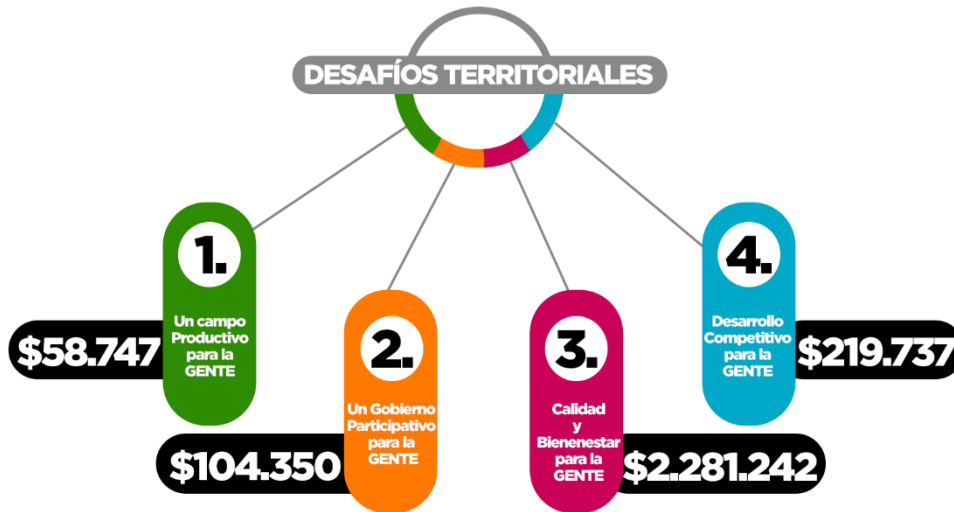 DESAFÍOS TERRITORIALES
1.
Un campo
Productivo
para la
GENTE
$58.747
2.
Un Gobierno
Participativo
para la
GENTE
$104.350
3.
Calidad
y
Bienenestar
para la
GENTE
$2.281.242
4.
Desarrollo
Competitivo
para la
GENTE
$219.737